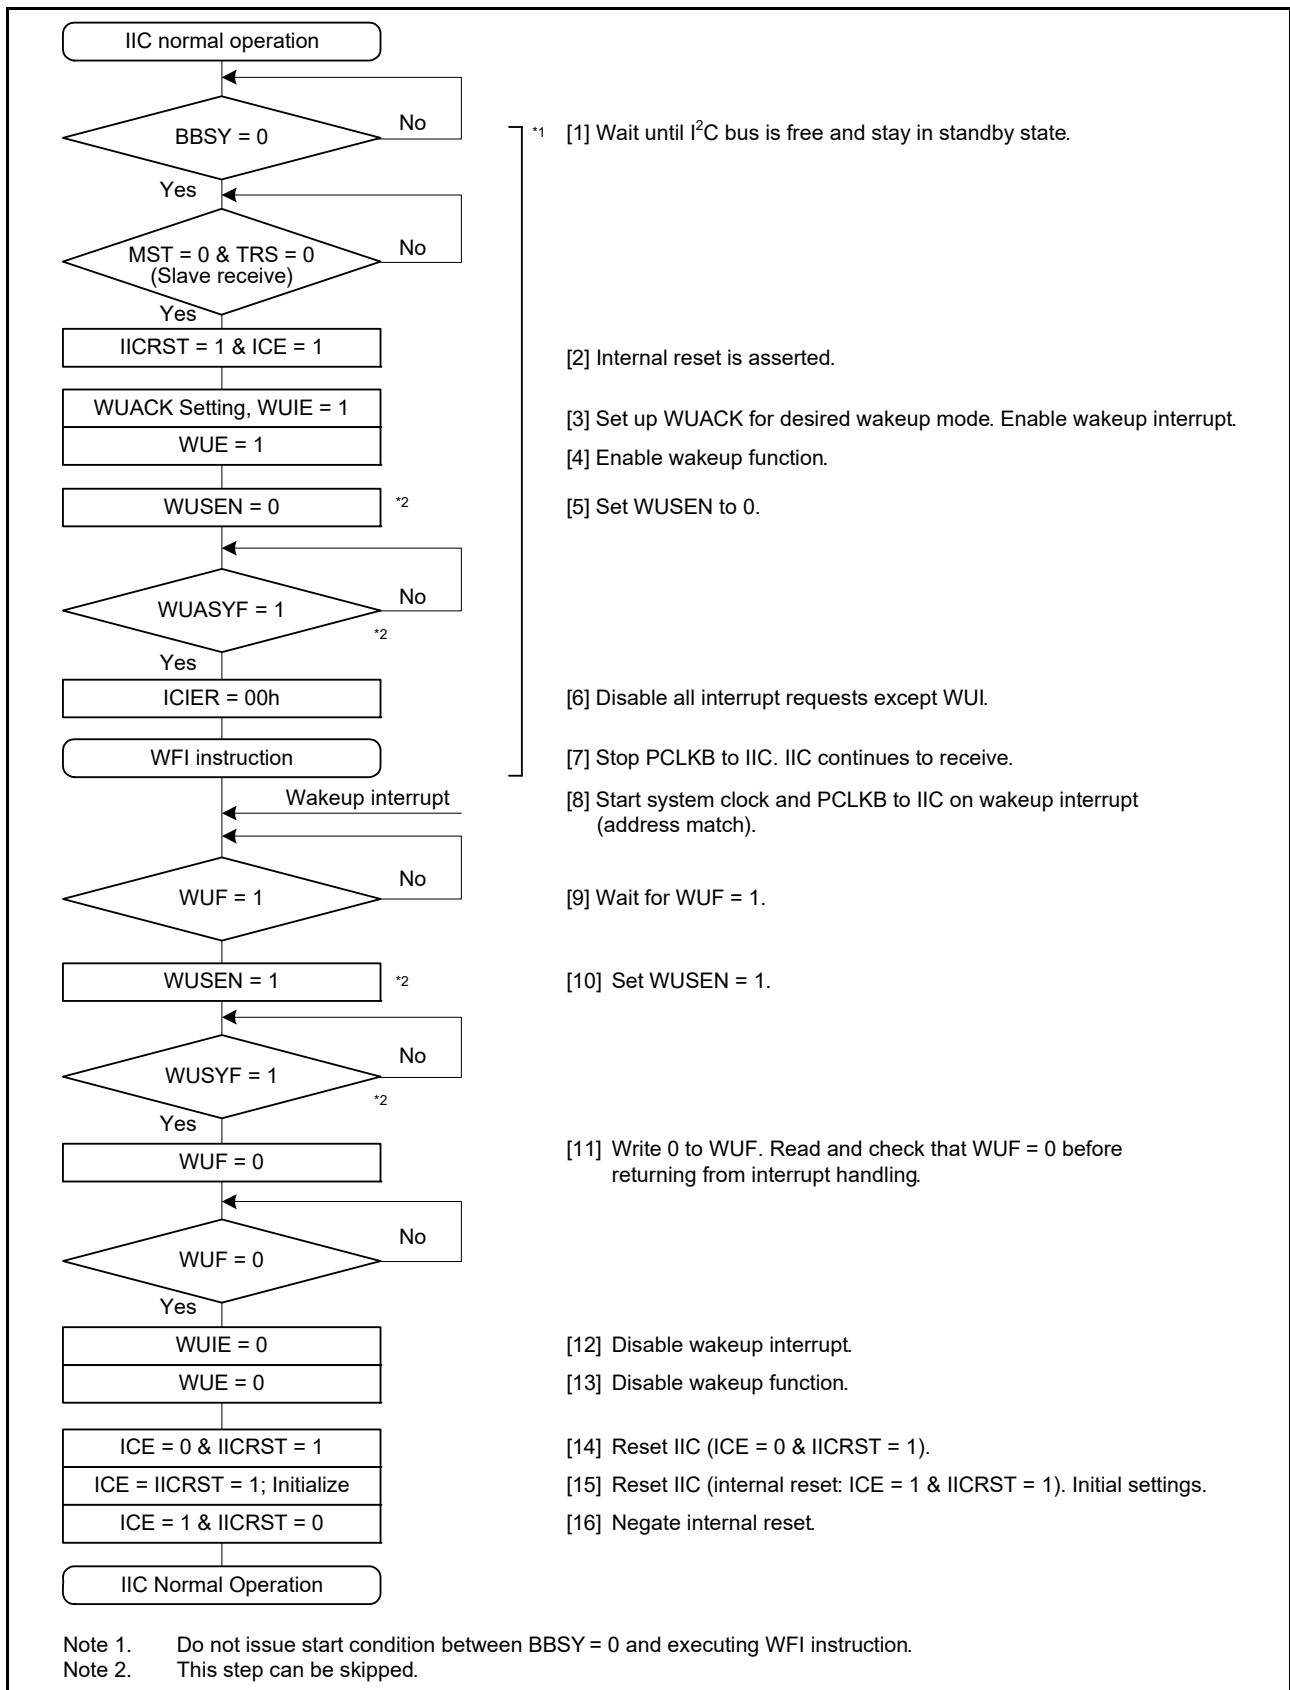 IIC normal operation
BBSY = 0
No
*1
[1] Wait until I²C bus is free and stay in standby state.
Yes
MST = 0 & TRS = 0
(Slave receive)
No
Yes
IICRST = 1 & ICE = 1
[2] Internal reset is asserted.
WUACK Setting, WUIE = 1
[3] Set up WUACK for desired wakeup mode. Enable wakeup interrupt.
WUE = 1
[4] Enable wakeup function.
WUSEN = 0
*2
[5] Set WUSEN to 0.
WUASYF = 1
No
*2
Yes
ICIER = 00h
[6] Disable all interrupt requests except WUI.
WFI instruction
[7] Stop PCLKB to IIC. IIC continues to receive.
Wakeup interrupt
[8] Start system clock and PCLKB to IIC on wakeup interrupt
(address match).
WUF = 1
No
[9] Wait for WUF = 1.
WUSEN = 1
*2
[10] Set WUSEN = 1.
WUSYF = 1
No
*2
Yes
WUF = 0
[11] Write 0 to WUF. Read and check that WUF = 0 before
returning from interrupt handling.
WUF = 0
No
Yes
WUIE = 0
[12] Disable wakeup interrupt.
WUE = 0
[13] Disable wakeup function.
ICE = 0 & IICRST = 1
[14] Reset IIC (ICE = 0 & IICRST = 1).
ICE = IICRST = 1; Initialize
[15] Reset IIC (internal reset: ICE = 1 & IICRST = 1). Initial settings.
ICE = 1 & IICRST = 0
[16] Negate internal reset.
IIC Normal Operation
Note 1. Do not issue start condition between BBSY = 0 and executing WFI instruction.
Note 2. This step can be skipped.